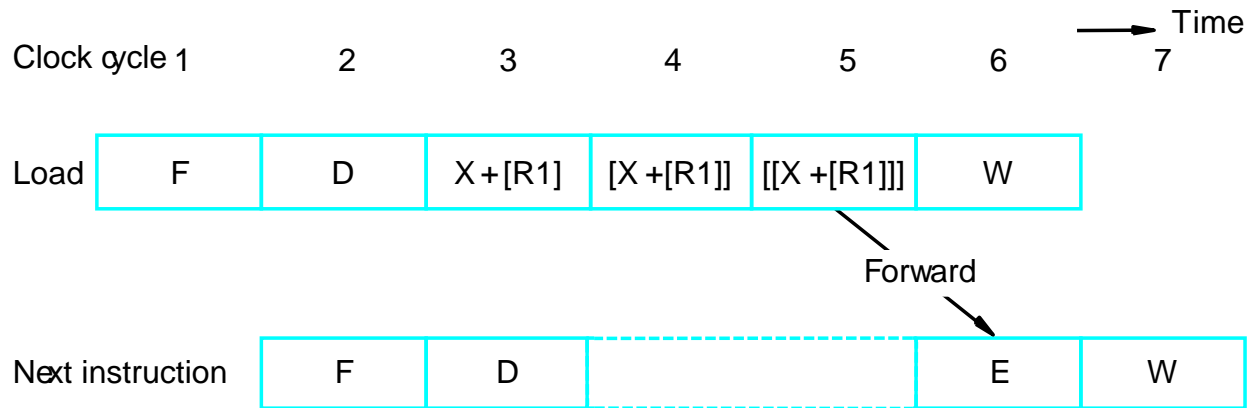 Time
Clock cycle 1 2 3 4 5 6 7
Load F D X + [R1] [X + [R1]] [[X + [R1]]] W
Forward
Next instruction F D E W